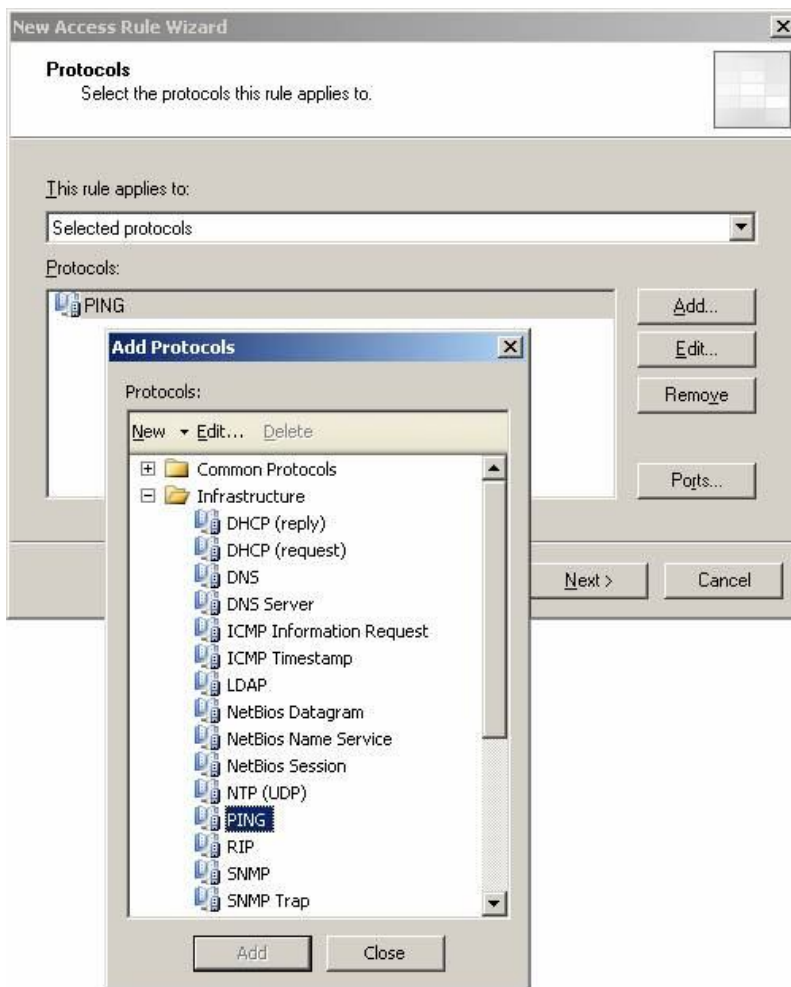 New Access Rule Wizard
Protocols
Select the protocols this rule applies to.
This rule applies to:
Selected protocols
Protocols:
PING
Add...
Edit...
Remove
Ports...
Next >
Cancel
Add Protocols
Protocols:
New Edit... Delete
Common Protocols
Infrastructure
DHCP (reply)
DHCP (request)
DNS
DNS Server
ICMP Information Request
ICMP Timestamp
LDAP
NetBios Datagram
NetBios Name Service
NetBios Session
NTP (UDP)
PING
RIP
SNMP
SNMP Trap
Add
Close